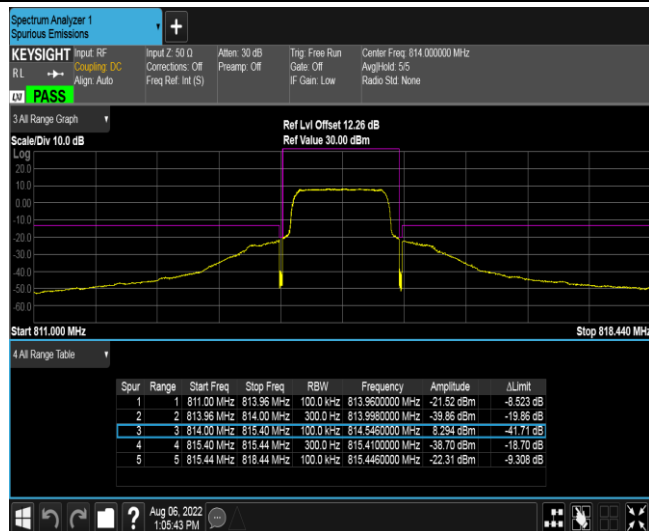 Spectrum Analyzer 1
Spurious Emissions
+
KEYSIGHT Input: RF Input Z: 50 Ω Atten: 30 dB Trig: Free Run Center Freq: 814.000000 MHz
RL Coupling: DC Corrections: Off Preamp: Off Gate: Off Avg|Hold: 5/5
Align: Auto Freq Ref: Int (S) IF Gain: Low Radio Std: None
LXI PASS
3 All Range Graph
Ref Lvl Offset 12.26 dB
Scale/Div 10.0 dB Ref Value 30.00 dBm
Log
20.0
10.0
0.00
-10.0
-20.0
-30.0
-40.0
-50.0
-60.0
Start 811.000 MHz Stop 818.440 MHz
4 All Range Table
Spur Range Start Freq Stop Freq RBW Frequency Amplitude ΔLimit
1 1 811.00 MHz 813.96 MHz 100.0 kHz 813.9600000 MHz -21.52 dBm -8.523 dB
2 2 813.96 MHz 814.00 MHz 300.0 Hz 813.9980000 MHz -39.86 dBm -19.86 dB
3 3 814.00 MHz 815.40 MHz 100.0 kHz 814.5460000 MHz 8.294 dBm -41.71 dB
4 4 815.40 MHz 815.44 MHz 300.0 Hz 815.4100000 MHz -38.70 dBm -18.70 dB
5 5 815.44 MHz 818.44 MHz 100.0 kHz 815.4460000 MHz -22.31 dBm -9.308 dB
? Aug 06, 2022
1:05:43 PM